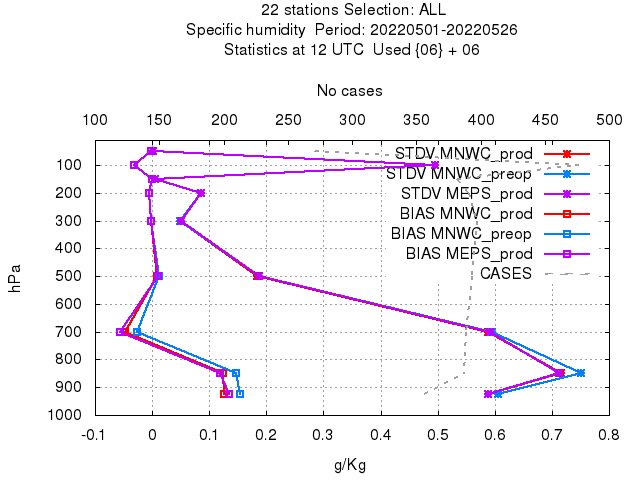 22 stations Selection: ALL
Specific humidity  Period: 20220501-20220526
Statistics at 12 UTC  Used {06} + 06
No cases
100 150 200 250 300 350 400 450 500
STDV MNWC_prod
STDV MNWC_preop
STDV MEPS_prod
BIAS MNWC_prod
BIAS MNWC_preop
BIAS MEPS_prod
CASES
hPa
100
200
300
400
500
600
700
800
900
1000
-0.1 0 0.1 0.2 0.3 0.4 0.5 0.6 0.7 0.8
g/Kg